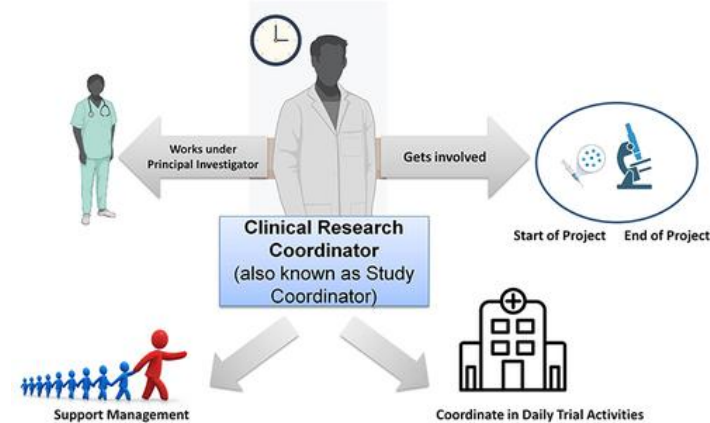 Works under
Principal Investigator
Gets involved
Start of Project
End of Project
Clinical Research
Coordinator
(also known as Study
Coordinator)
Support Management
Coordinate in Daily Trial Activities